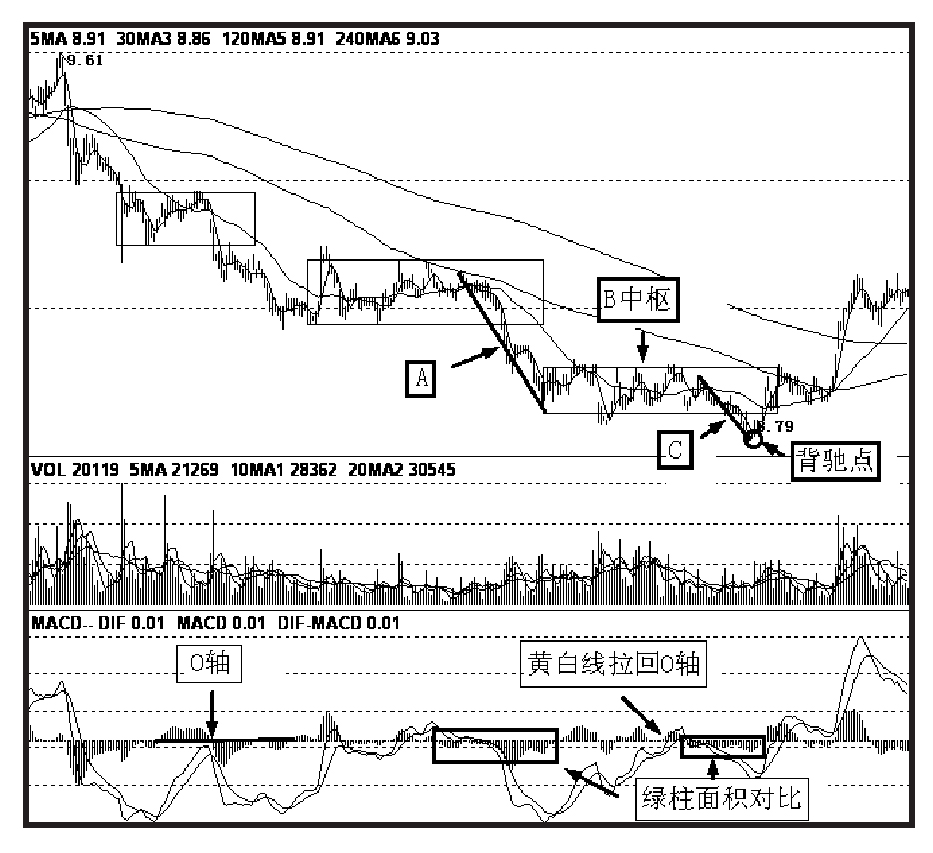 5MA 8.91 30MA3 8.86 120MA5 8.91 240MA6 9.03
9.61
B中枢
A
.79
C
背驰点
VOL 20119 5MA 21269 10MA1 28362 20MA2 30545
MACD-- DIF 0.01 MACD 0.01 DIF-MACD 0.01
0轴
黄白线拉回0轴
绿柱面积对比